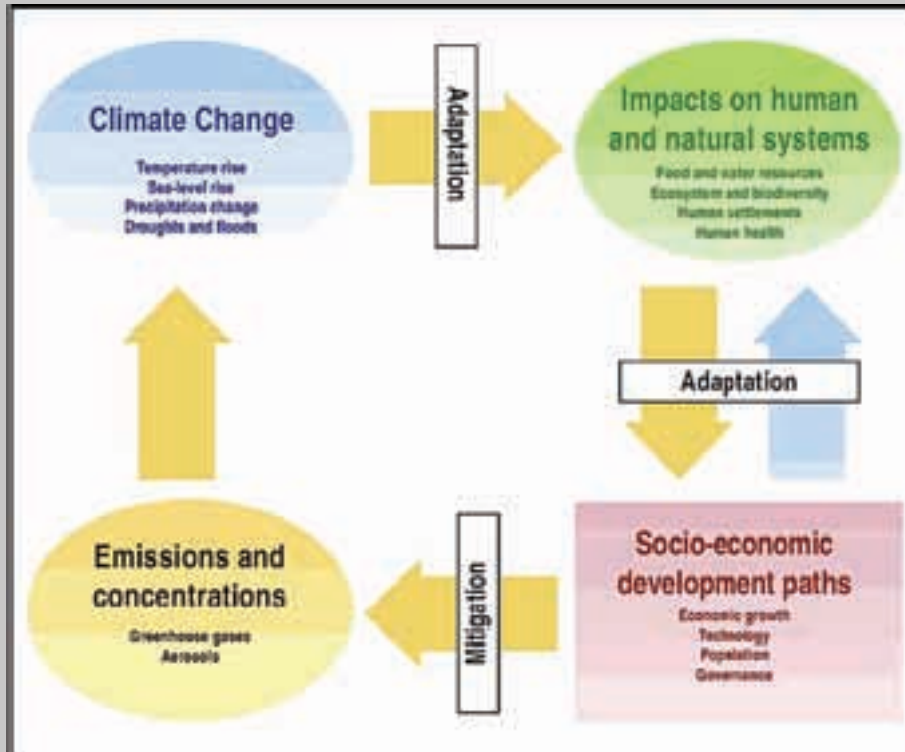 Climate Change
Temperature rise
Sea-level rise
Precipitation change
Droughts and floods
Adaptation
Impacts on human
and natural systems
Food and water resources
Ecosystem and biodiversity
Human settlements
Human health
Adaptation
Emissions and
concentrations
Greenhouse gases
Aerosols
Mitigation
Socio-economic
development paths
Economic growth
Technology
Population
Governance